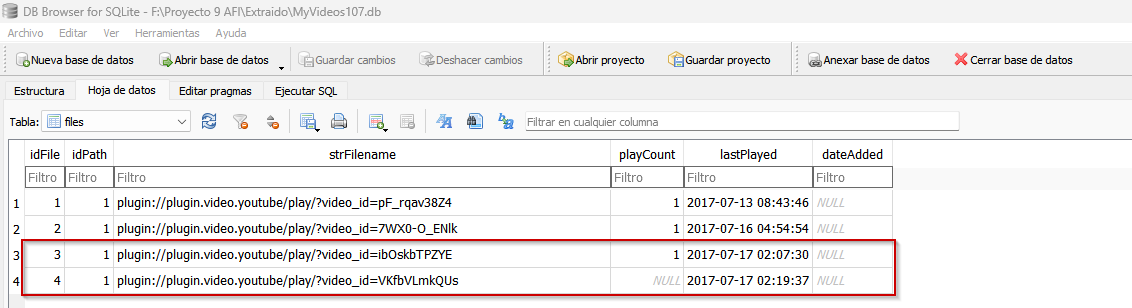 DB Browser for SQLite - F:\Proyecto 9 AFI\Extraido\MyVideos107.db
Archivo Editar Ver Herramientas Ayuda
Nueva base de datos Abrir base de datos Guardar cambios Deshacer cambios Abrir proyecto Guardar proyecto Anexar base de datos Cerrar base de datos
Estructura Hoja de datos Editar pragmas Ejecutar SQL
Tabla: files Filtrar en cualquier columna
idFile idPath strFilename playCount lastPlayed dateAdded
Filtro Filtro Filtro Filtro Filtro Filtro
1 1 1 plugin://plugin.video.youtube/play/?video_id=pF_rqav38Z4 1 2017-07-13 08:43:46 NULL
2 2 1 plugin://plugin.video.youtube/play/?video_id=7WX0-O_ENlk 1 2017-07-16 04:54:54 NULL
3 3 1 plugin://plugin.video.youtube/play/?video_id=ibOskbTPZYE 1 2017-07-17 02:07:30 NULL
4 4 1 plugin://plugin.video.youtube/play/?video_id=VKfbVLmkQUs NULL 2017-07-17 02:19:37 NULL